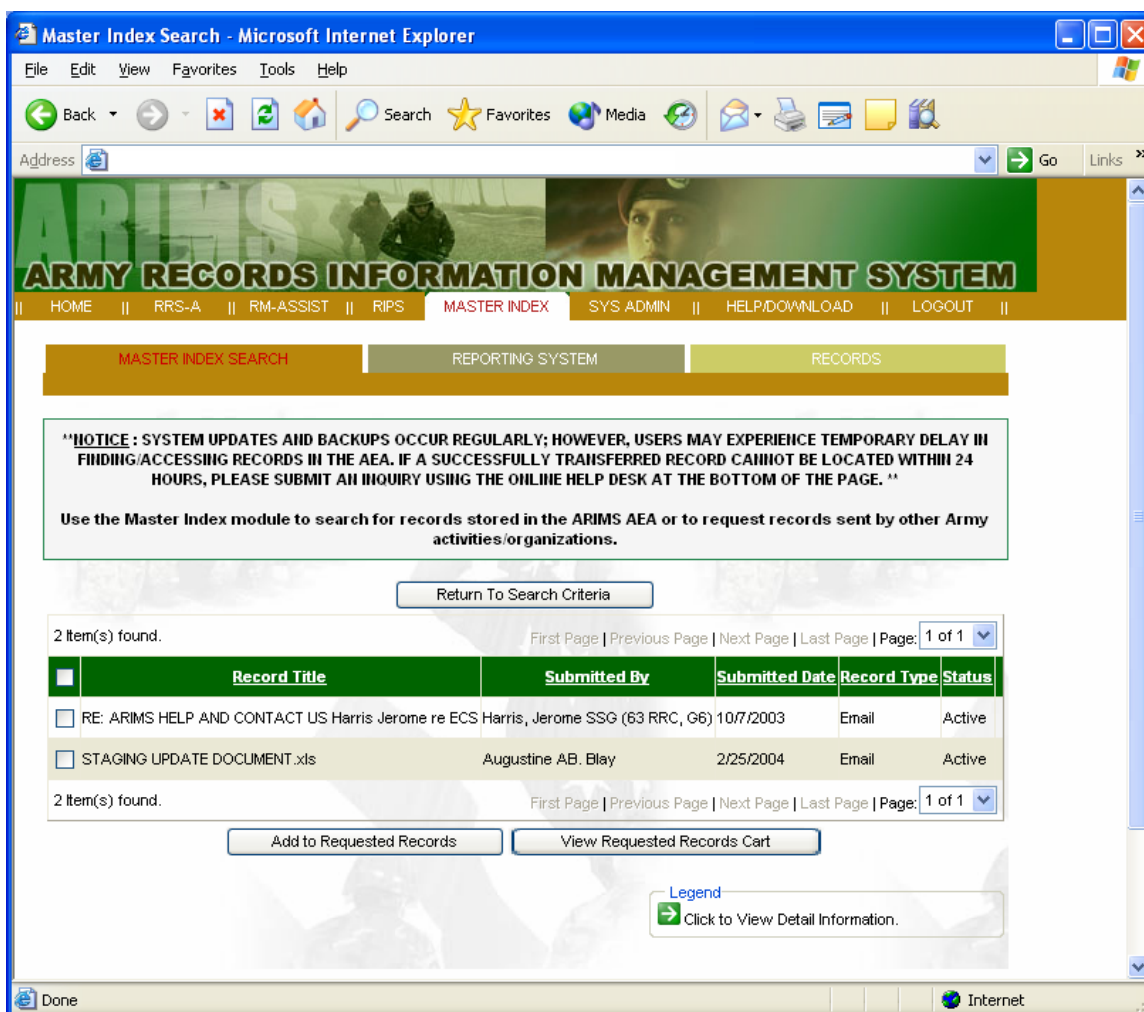 Master Index Search - Microsoft Internet Explorer
File Edit View Favorites Tools Help
Back Search Favorites Media
Address Go Links »
ARIMS
ARMY RECORDS INFORMATION MANAGEMENT SYSTEM
|| HOME || RRS-A || RM-ASSIST || RIPS MASTER INDEX SYS ADMIN || HELP/DOWNLOAD || LOGOUT ||
MASTER INDEX SEARCH REPORTING SYSTEM RECORDS
**NOTICE : SYSTEM UPDATES AND BACKUPS OCCUR REGULARLY; HOWEVER, USERS MAY EXPERIENCE TEMPORARY DELAY IN
FINDING/ACCESSING RECORDS IN THE AEA. IF A SUCCESSFULLY TRANSFERRED RECORD CANNOT BE LOCATED WITHIN 24
HOURS, PLEASE SUBMIT AN INQUIRY USING THE ONLINE HELP DESK AT THE BOTTOM OF THE PAGE. **
Use the Master Index module to search for records stored in the ARIMS AEA or to request records sent by other Army
activities/organizations.
Return To Search Criteria
2 Item(s) found. First Page | Previous Page | Next Page | Last Page | Page: 1 of 1
Record Title Submitted By Submitted Date Record Type Status
RE: ARIMS HELP AND CONTACT US Harris Jerome re ECS Harris, Jerome SSG (63 RRC, G6) 10/7/2003 Email Active
STAGING UPDATE DOCUMENT.xls Augustine AB. Blay 2/25/2004 Email Active
2 Item(s) found. First Page | Previous Page | Next Page | Last Page | Page: 1 of 1
Add to Requested Records View Requested Records Cart
Legend
Click to View Detail Information.
Done Internet